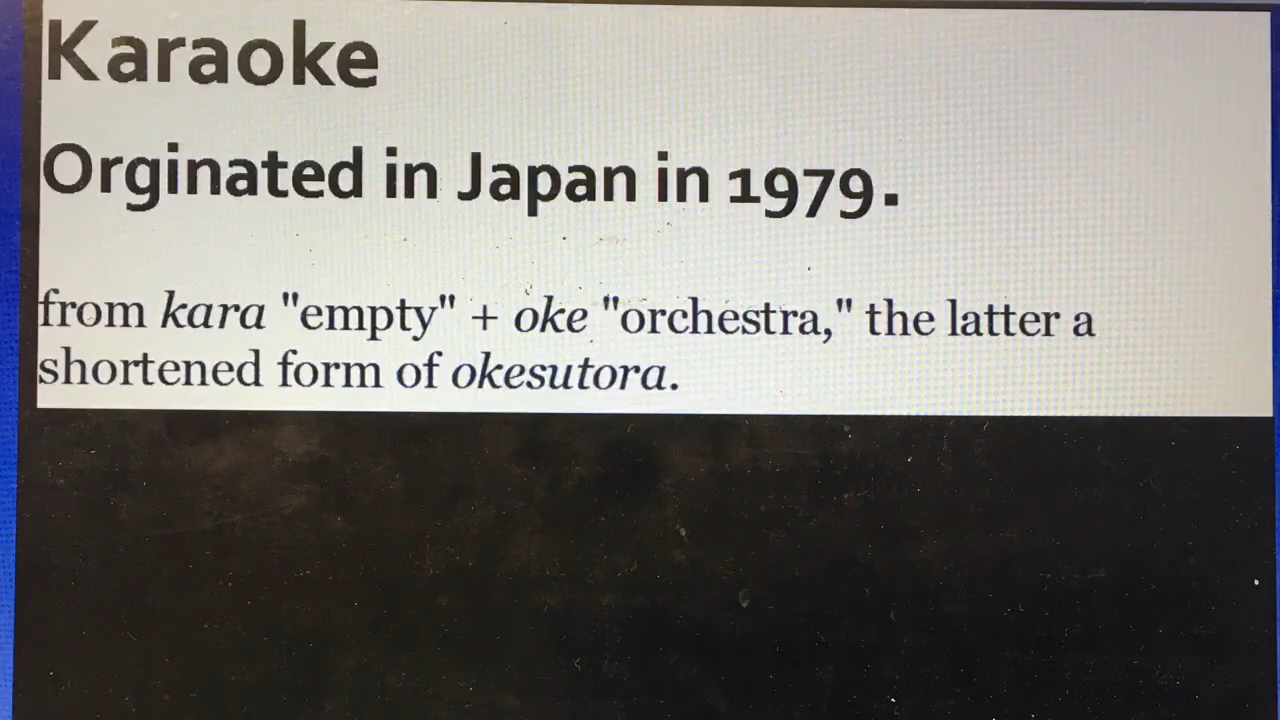 Karaoke
Orginated in Japan in 1979.
from kara "empty" + oke "orchestra," the latter a
shortened form of okesutora.